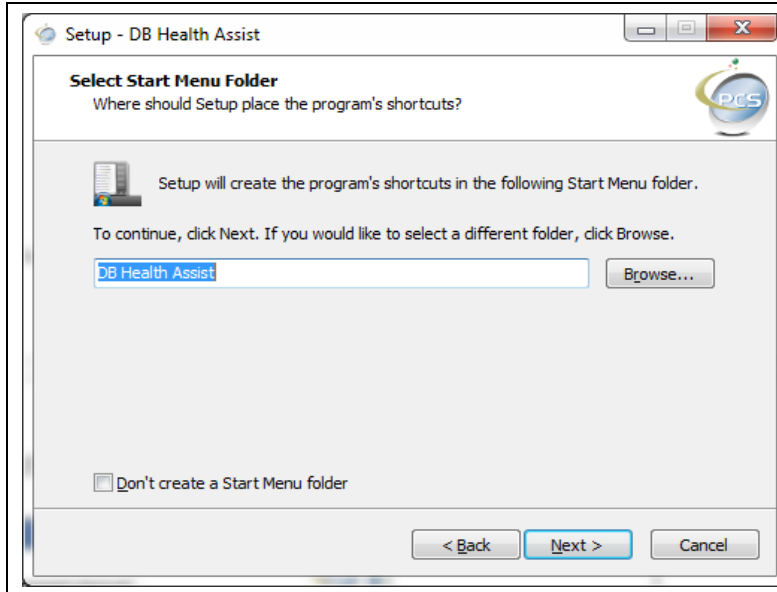 Setup - DB Health Assist
Select Start Menu Folder
Where should Setup place the program's shortcuts?
PCS
Setup will create the program's shortcuts in the following Start Menu folder.
To continue, click Next. If you would like to select a different folder, click Browse.
DB Health Assist
Browse...
Don't create a Start Menu folder
< Back
Next >
Cancel